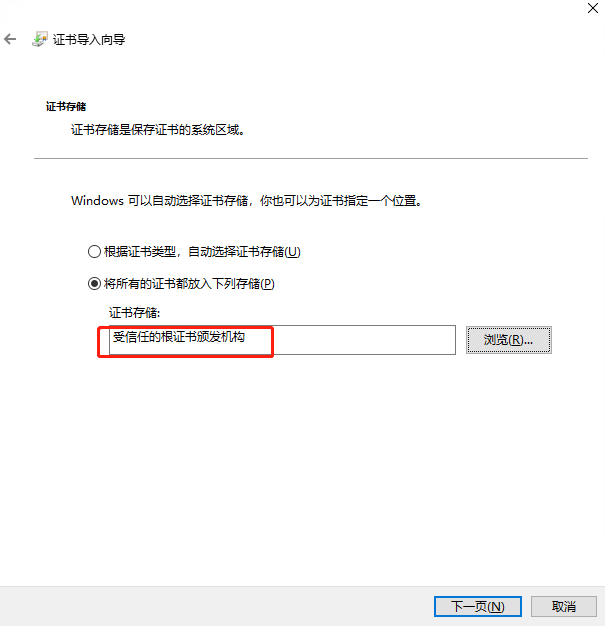 证书导入向导
证书存储
证书存储是保存证书的系统区域。
Windows 可以自动选择证书存储，你也可以为证书指定一个位置。
根据证书类型，自动选择证书存储(U)
将所有的证书都放入下列存储(P)
证书存储:
受信任的根证书颁发机构
浏览(R)...
下一页(N)
取消